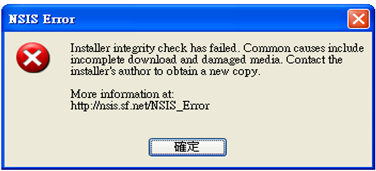 NSIS Error
Installer integrity check has failed. Common causes include
incomplete download and damaged media. Contact the
installer's author to obtain a new copy.
More information at:
http://nsis.sf.net/NSIS_Error
確定